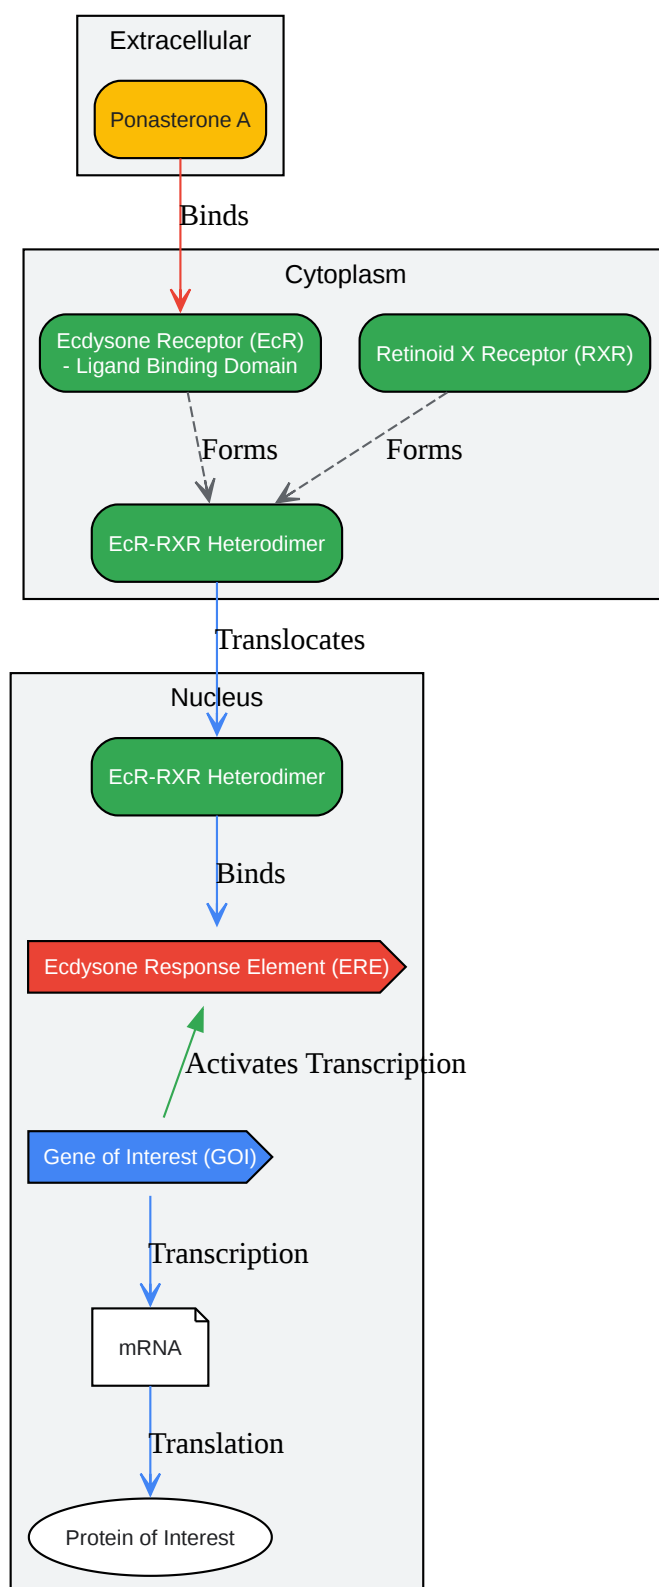 Extracellular
Ponasterone A
Binds
Cytoplasm
Ecdysone Receptor (EcR)
- Ligand Binding Domain
Retinoid X Receptor (RXR)
Forms
Forms
EcR-RXR Heterodimer
Translocates
Nucleus
EcR-RXR Heterodimer
Binds
Ecdysone Response Element (ERE)
Activates Transcription
Gene of Interest (GOI)
Transcription
mRNA
Translation
Protein of Interest